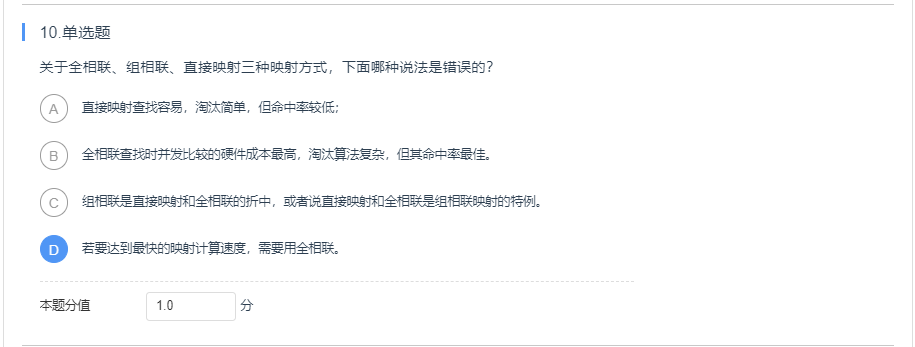 10.单选题
关于全相联、组相联、直接映射三种映射方式，下面哪种说法是错误的？
A 直接映射查找容易，淘汰简单，但命中率较低；
B 全相联查找时并发比较的硬件成本最高，淘汰算法复杂，但其命中率最佳。
C 组相联是直接映射和全相联的折中，或者说直接映射和全相联是组相联映射的特例。
D 若要达到最快的映射计算速度，需要用全相联。
本题分值 1.0 分